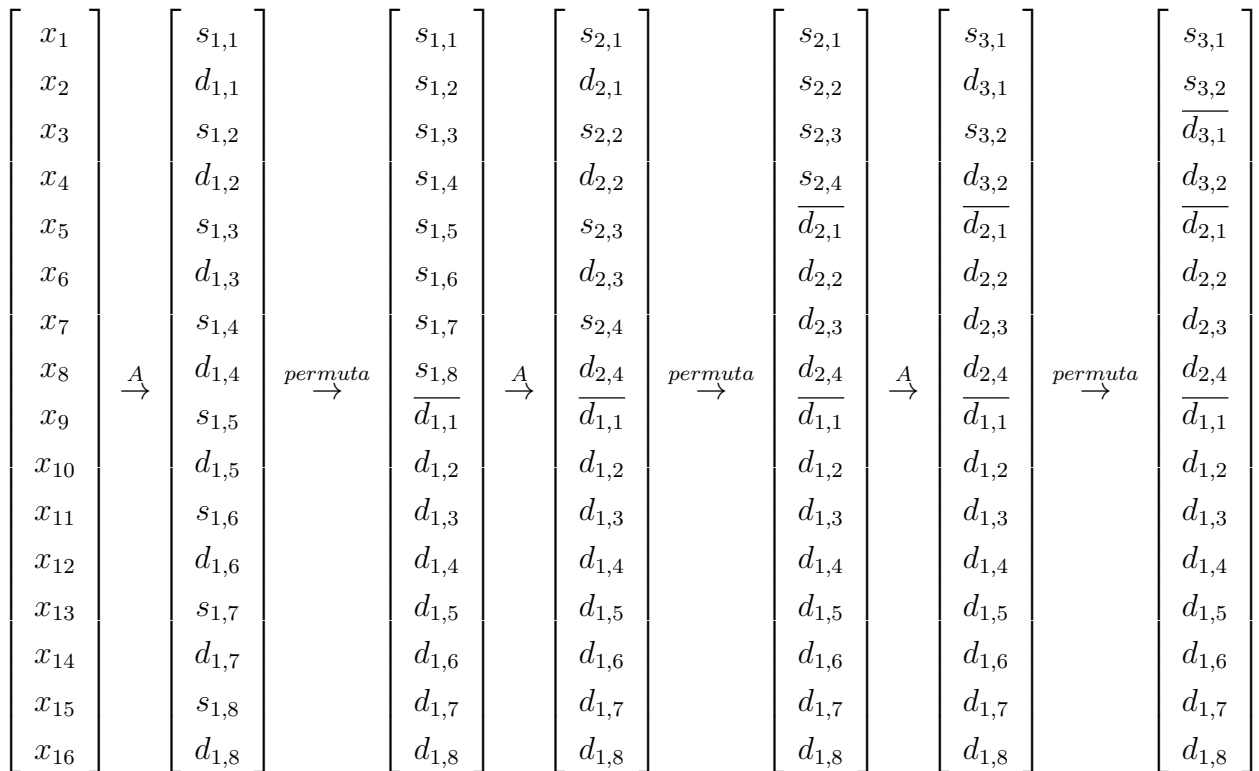 x_1 s_{1,1} s_{1,1} s_{2,1} s_{2,1} s_{3,1} s_{3,1}
x_2 d_{1,1} s_{1,2} d_{2,1} s_{2,2} d_{3,1} s_{3,2}
x_3 s_{1,2} s_{1,3} s_{2,2} s_{2,3} s_{3,2} d_{3,1}
x_4 d_{1,2} s_{1,4} d_{2,2} s_{2,4} d_{3,2} d_{3,2}
x_5 s_{1,3} s_{1,5} s_{2,3} d_{2,1} d_{2,1} d_{2,1}
x_6 d_{1,3} s_{1,6} d_{2,3} d_{2,2} d_{2,2} d_{2,2}
x_7 s_{1,4} s_{1,7} s_{2,4} d_{2,3} d_{2,3} d_{2,3}
x_8 A→ d_{1,4} permuta→ s_{1,8} A→ d_{2,4} permuta→ d_{2,4} A→ d_{2,4} permuta→ d_{2,4}
x_9 s_{1,5} d_{1,1} d_{1,1} d_{1,1} d_{1,1} d_{1,1}
x_{10} d_{1,5} d_{1,2} d_{1,2} d_{1,2} d_{1,2} d_{1,2}
x_{11} s_{1,6} d_{1,3} d_{1,3} d_{1,3} d_{1,3} d_{1,3}
x_{12} d_{1,6} d_{1,4} d_{1,4} d_{1,4} d_{1,4} d_{1,4}
x_{13} s_{1,7} d_{1,5} d_{1,5} d_{1,5} d_{1,5} d_{1,5}
x_{14} d_{1,7} d_{1,6} d_{1,6} d_{1,6} d_{1,6} d_{1,6}
x_{15} s_{1,8} d_{1,7} d_{1,7} d_{1,7} d_{1,7} d_{1,7}
x_{16} d_{1,8} d_{1,8} d_{1,8} d_{1,8} d_{1,8} d_{1,8}